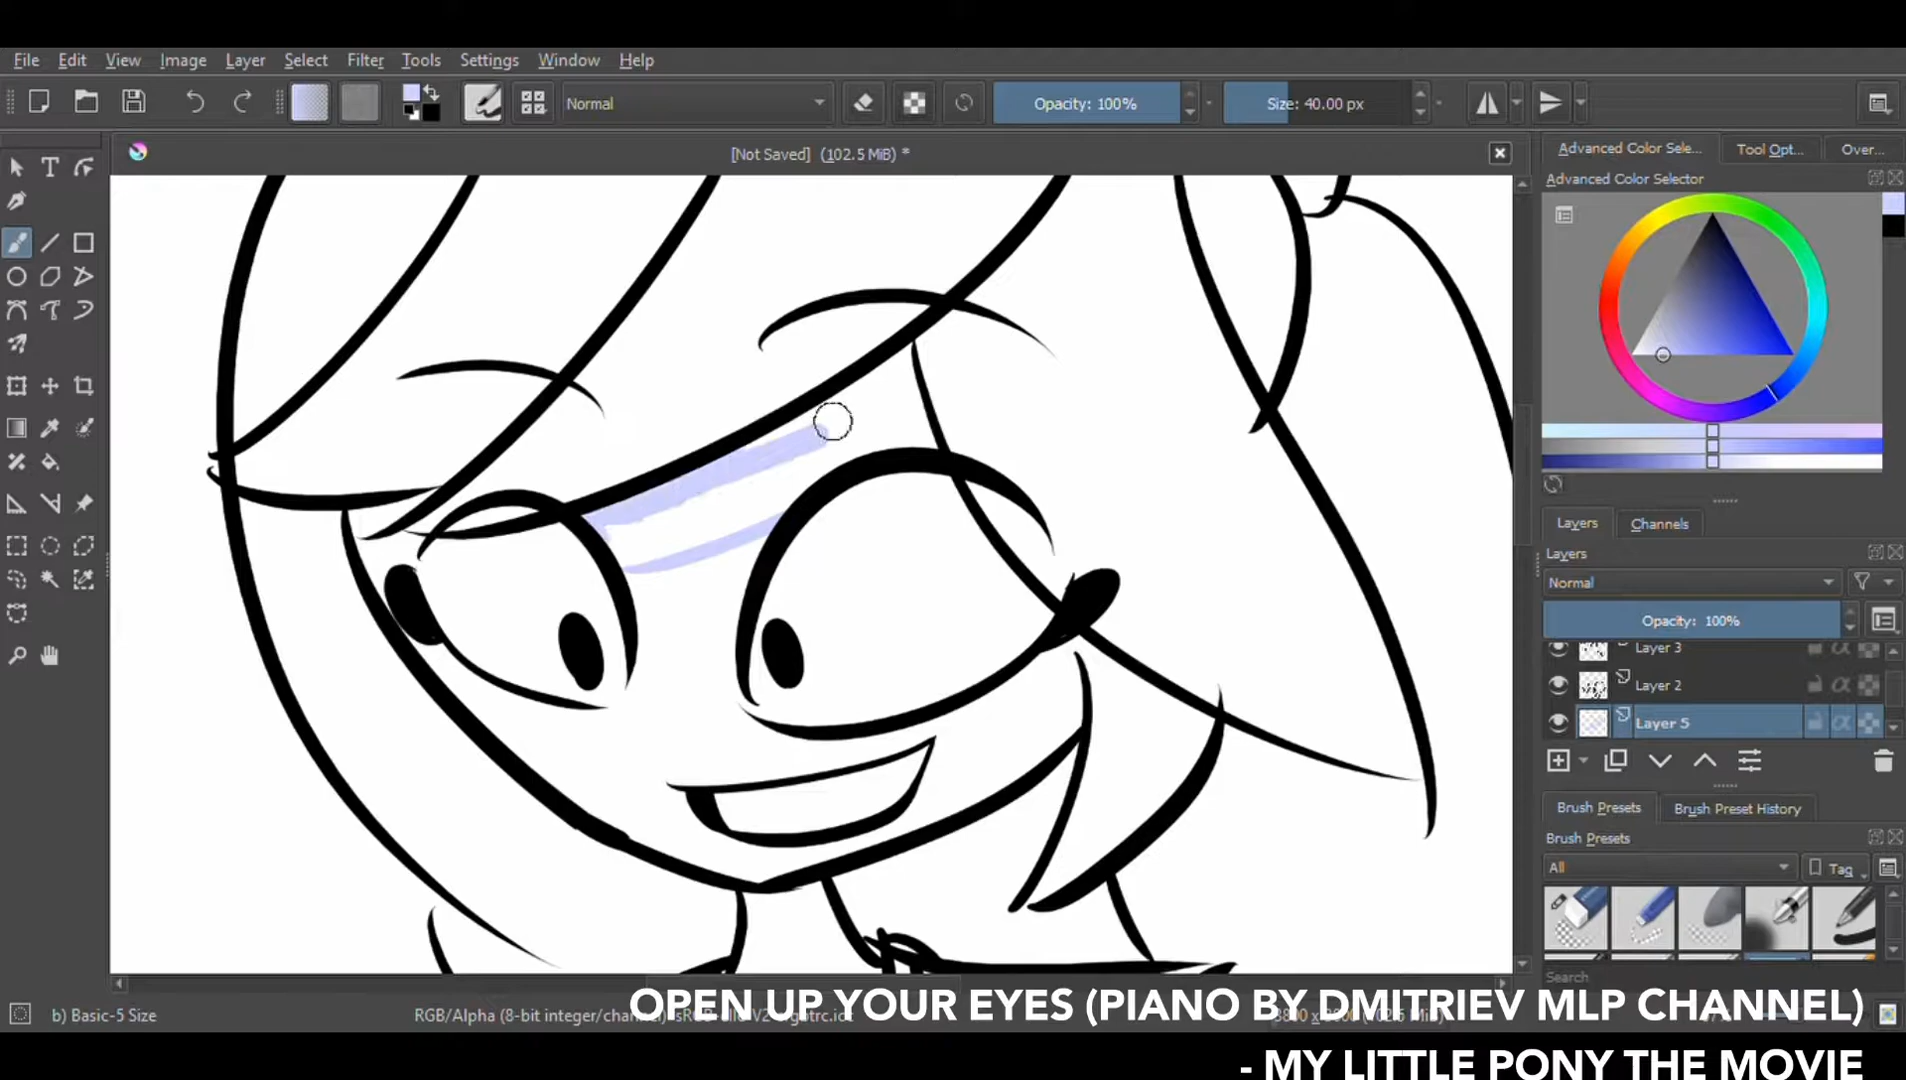 File Edit View Image Layer Select Filter Tools Settings Window Help
Normal
Opacity: 100%
Size: 40.00 px
[Not Saved] (102.5 MiB) *
Advanced Color Sele...
Tool Opt...
Over...
Advanced Color Selector
Layers
Channels
Layers
Normal
Opacity: 100%
Layer 3
Layer 2
Layer 5
Brush Presets
Brush Preset History
Brush Presets
All
Tag
Search
b) Basic-5 Size
RGB/Alpha (8-bit integer/channel)
OPEN UP YOUR EYES (PIANO BY DMITRIEV MLP CHANNEL)
- MY LITTLE PONY THE MOVIE